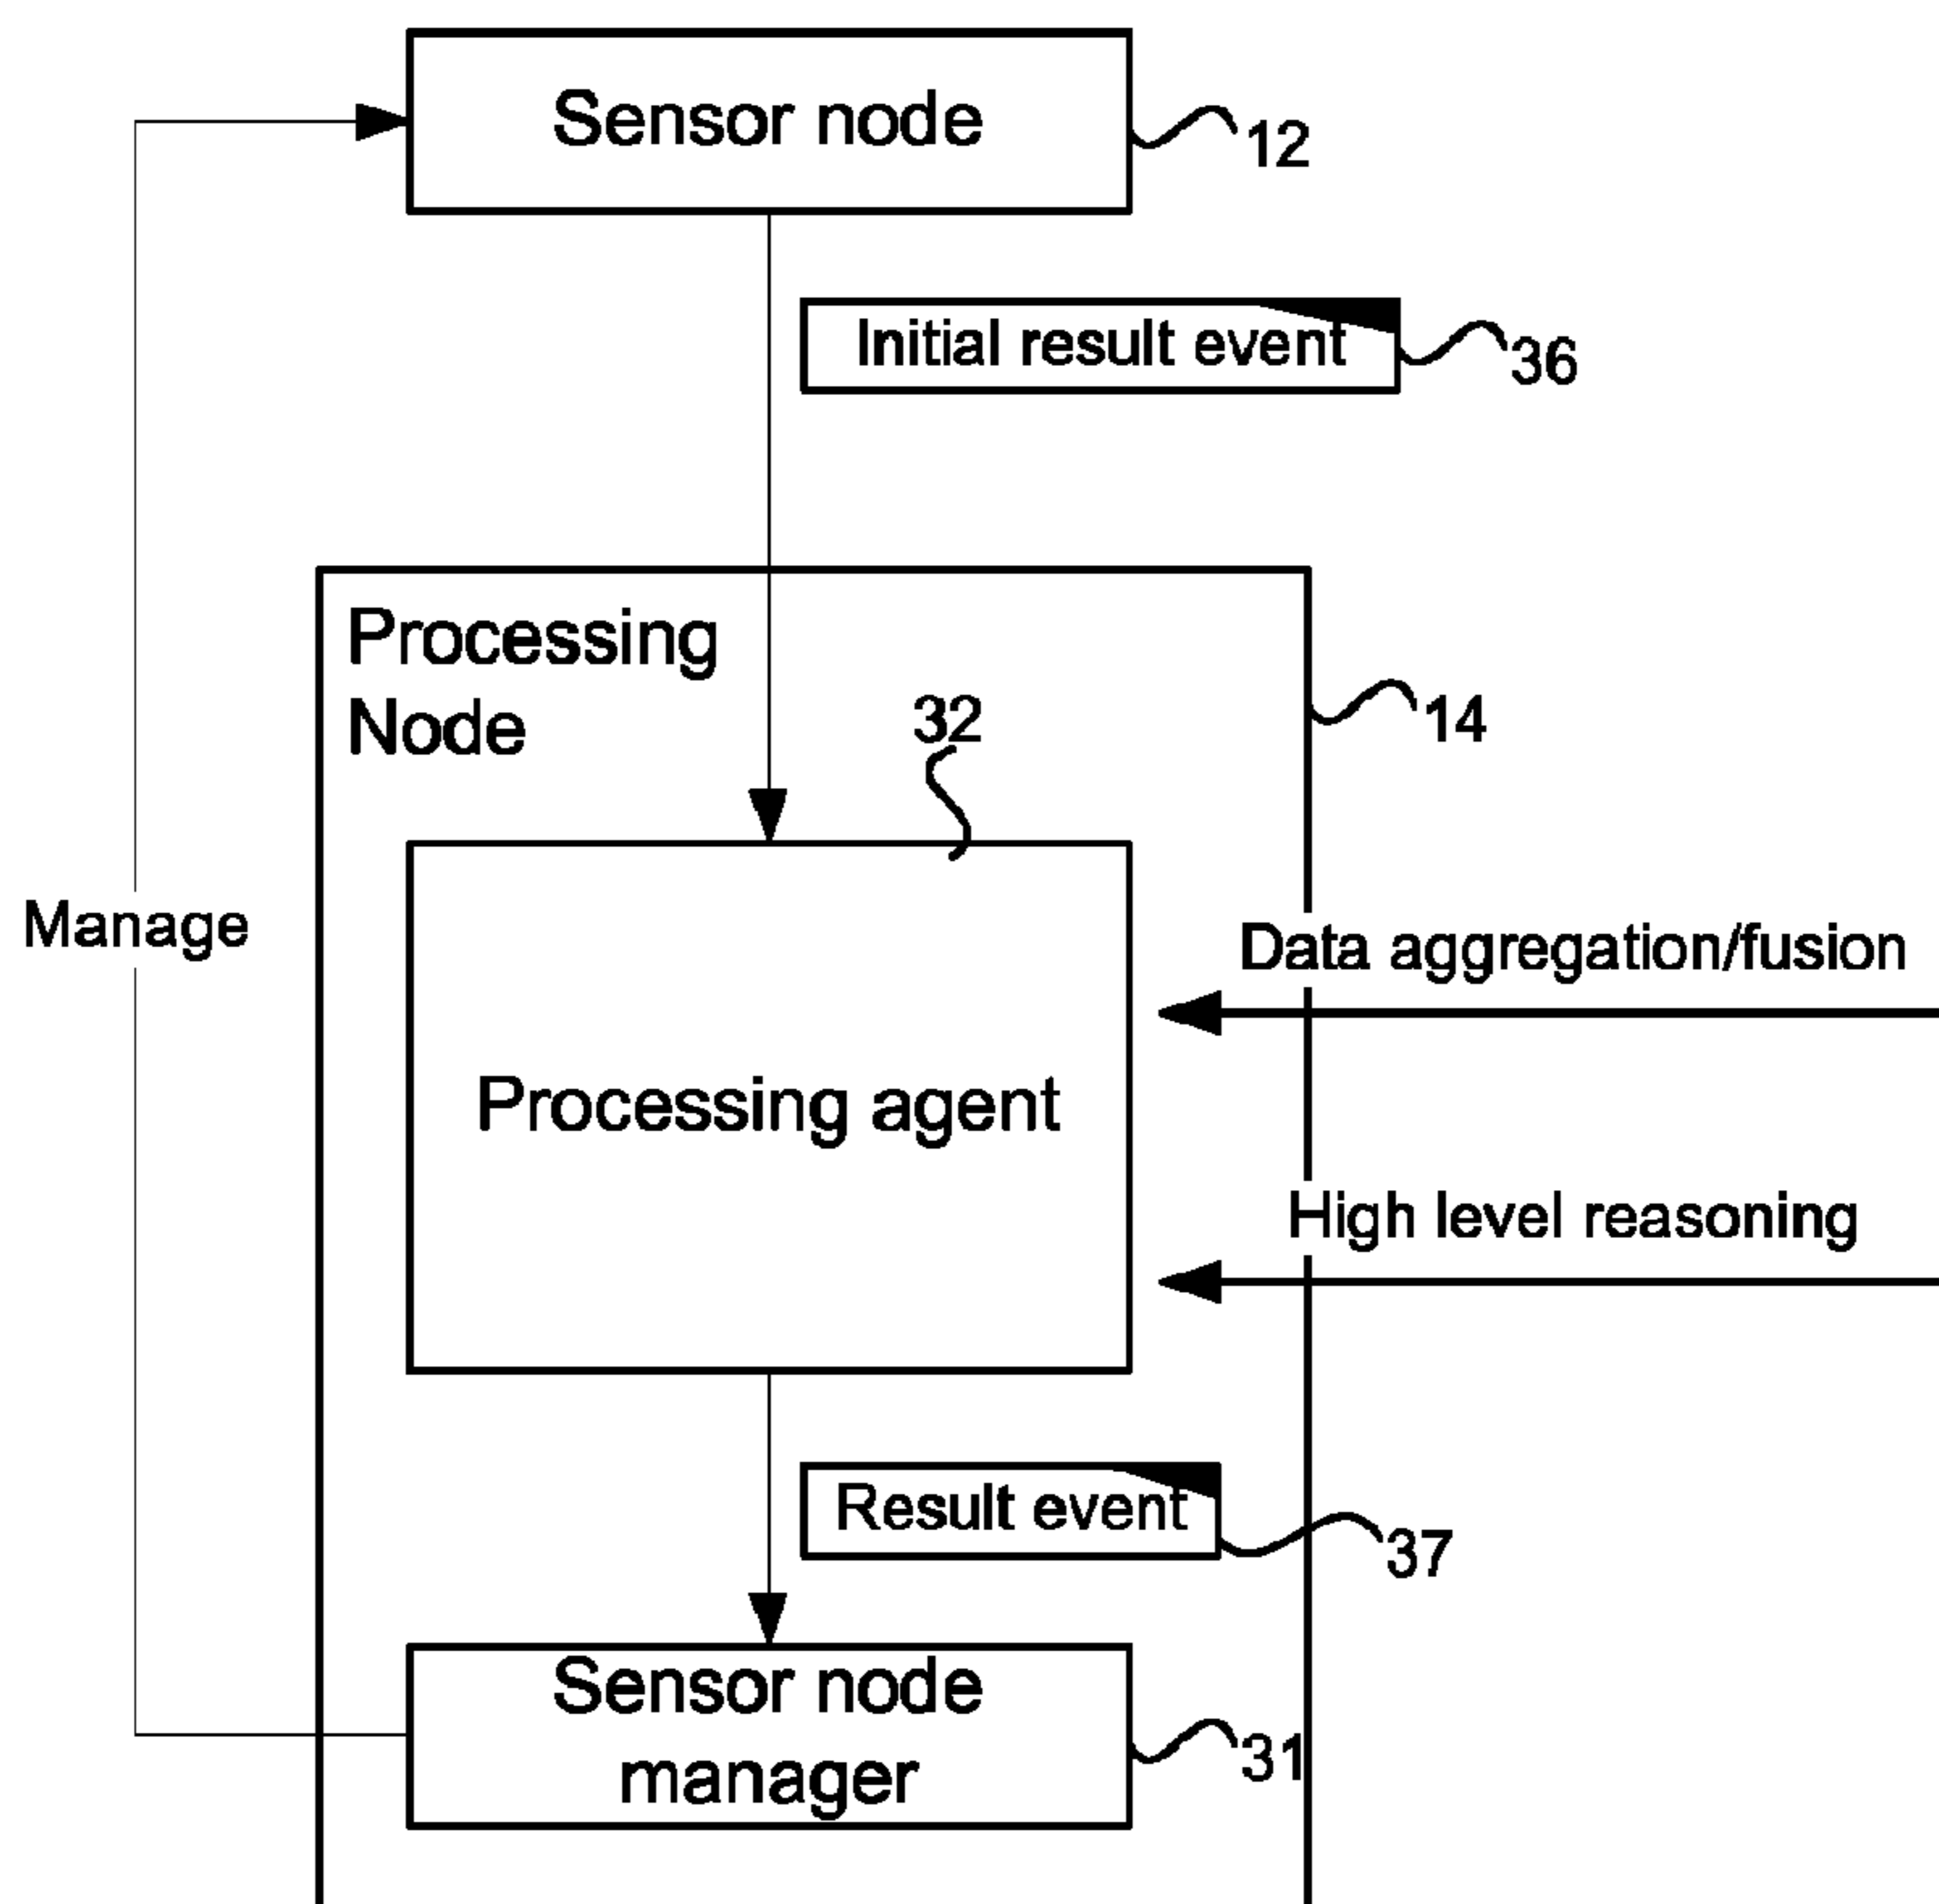 Sensor node
12
Initial result event
36
Processing
Node
32
14
Manage
Data aggregation/fusion
Processing agent
High level reasoning
Result event
37
Sensor node
manager
31